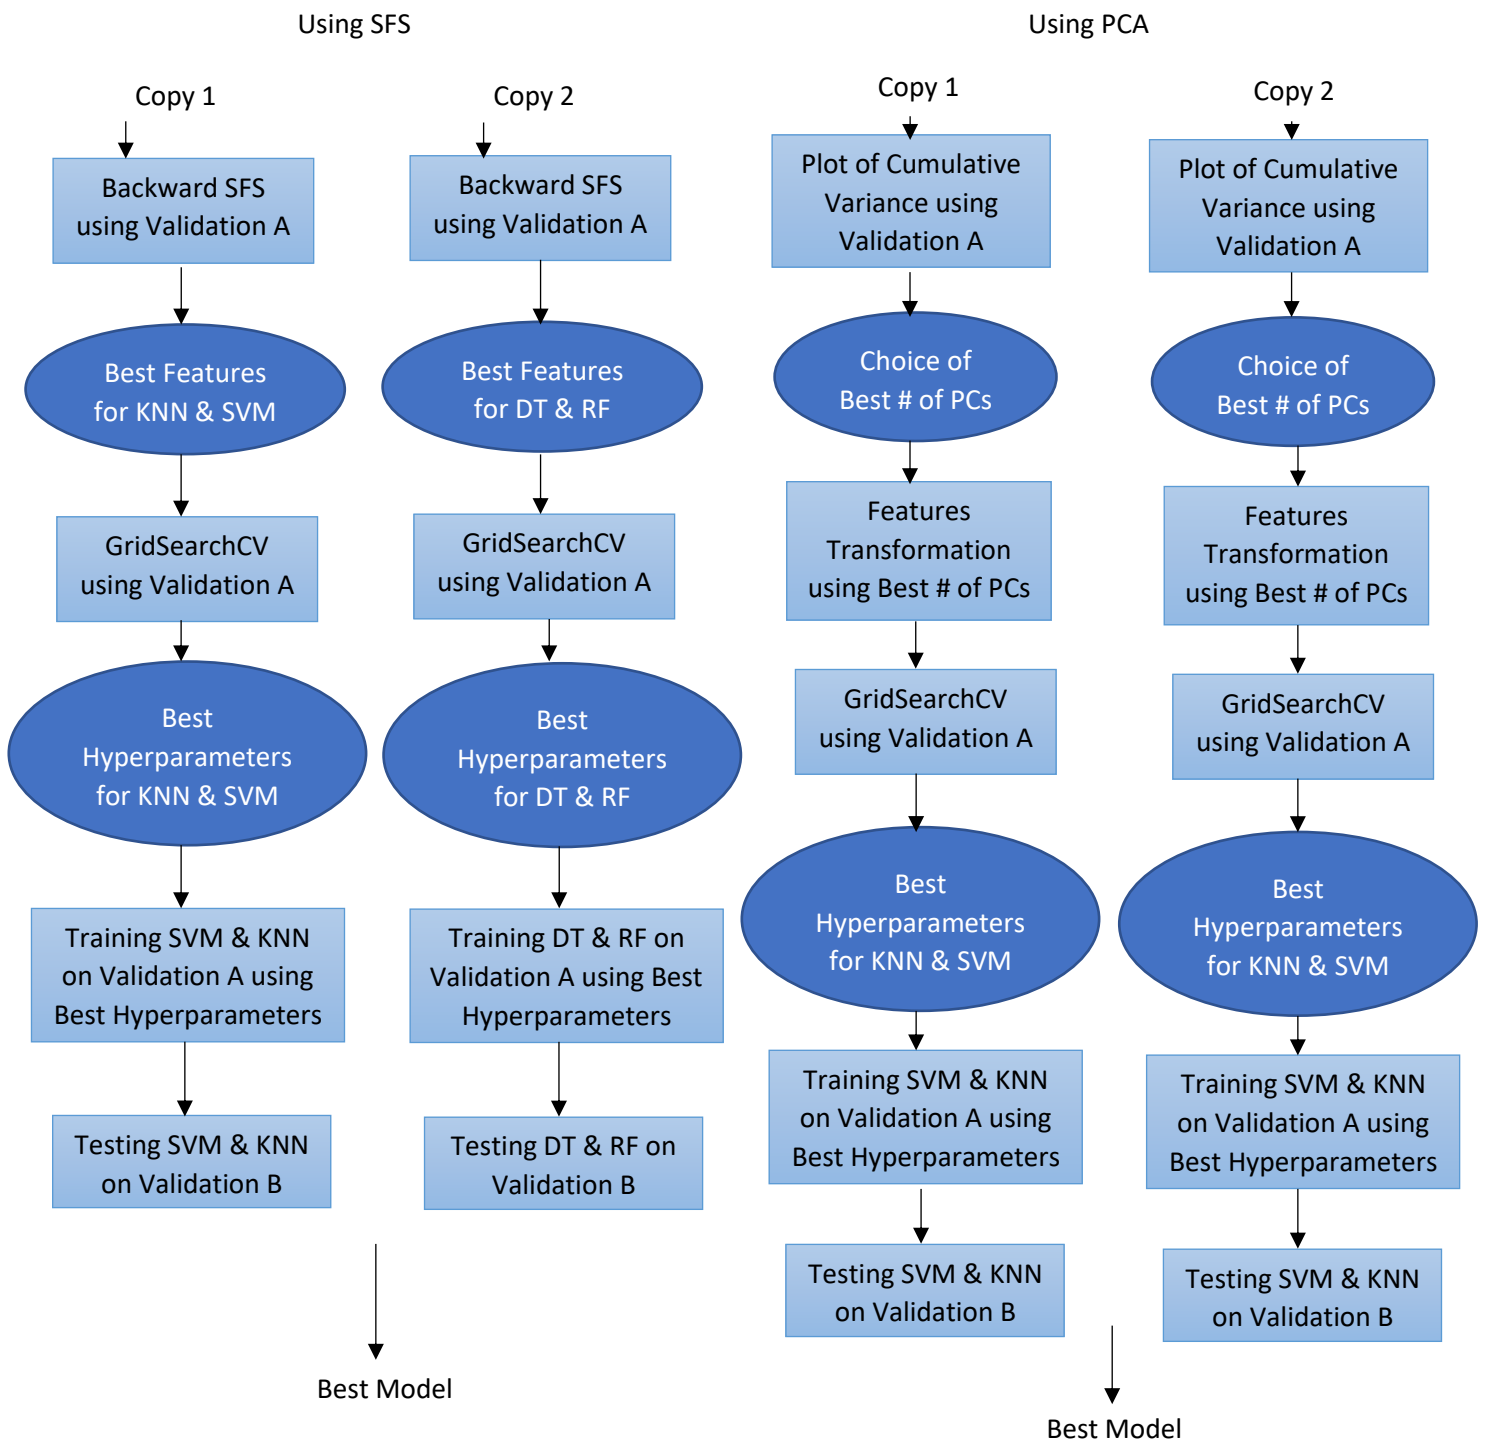 Using SFS
Copy 1
Backward SFS
using Validation A
Best Features
for KNN & SVM
GridSearchCV
using Validation A
Best
Hyperparameters
for KNN & SVM
Training SVM & KNN
on Validation A using
Best Hyperparameters
Testing SVM & KNN
on Validation B
Copy 2
Backward SFS
using Validation A
Best Features
for DT & RF
GridSearchCV
using Validation A
Best
Hyperparameters
for DT & RF
Training DT & RF on
Validation A using Best
Hyperparameters
Testing DT & RF on
Validation B
Best Model
Using PCA
Copy 1
Plot of Cumulative
Variance using
Validation A
Choice of
Best # of PCs
Features
Transformation
using Best # of PCs
GridSearchCV
using Validation A
Best
Hyperparameters
for KNN & SVM
Training SVM & KNN
on Validation A using
Best Hyperparameters
Testing SVM & KNN
on Validation B
Copy 2
Plot of Cumulative
Variance using
Validation A
Choice of
Best # of PCs
Features
Transformation
using Best # of PCs
GridSearchCV
using Validation A
Best
Hyperparameters
for KNN & SVM
Training SVM & KNN
on Validation A using
Best Hyperparameters
Testing SVM & KNN
on Validation B
Best Model